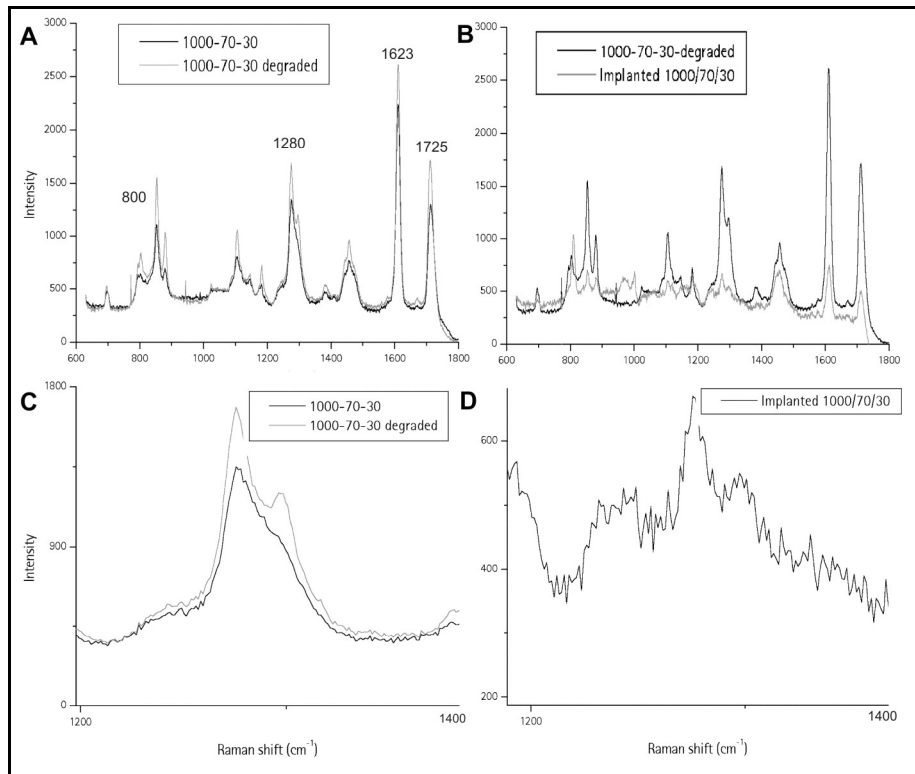 A
1000-70-30
1000-70-30 degraded
3000
2500
2000
1500
1000
500
0
Intensity
800
1280
1623
1725
600 800 1000 1200 1400 1600 1800
B
1000-70-30-degraded
Implanted 1000/70/30
3000
2500
2000
1500
1000
500
0
600 800 1000 1200 1400 1600 1800
C
1000-70-30
1000-70-30 degraded
1800
900
0
Intensity
1200 1400
Raman shift (cm⁻¹)
D
Implanted 1000/70/30
600
400
200
1200 1400
Raman shift (cm⁻¹)